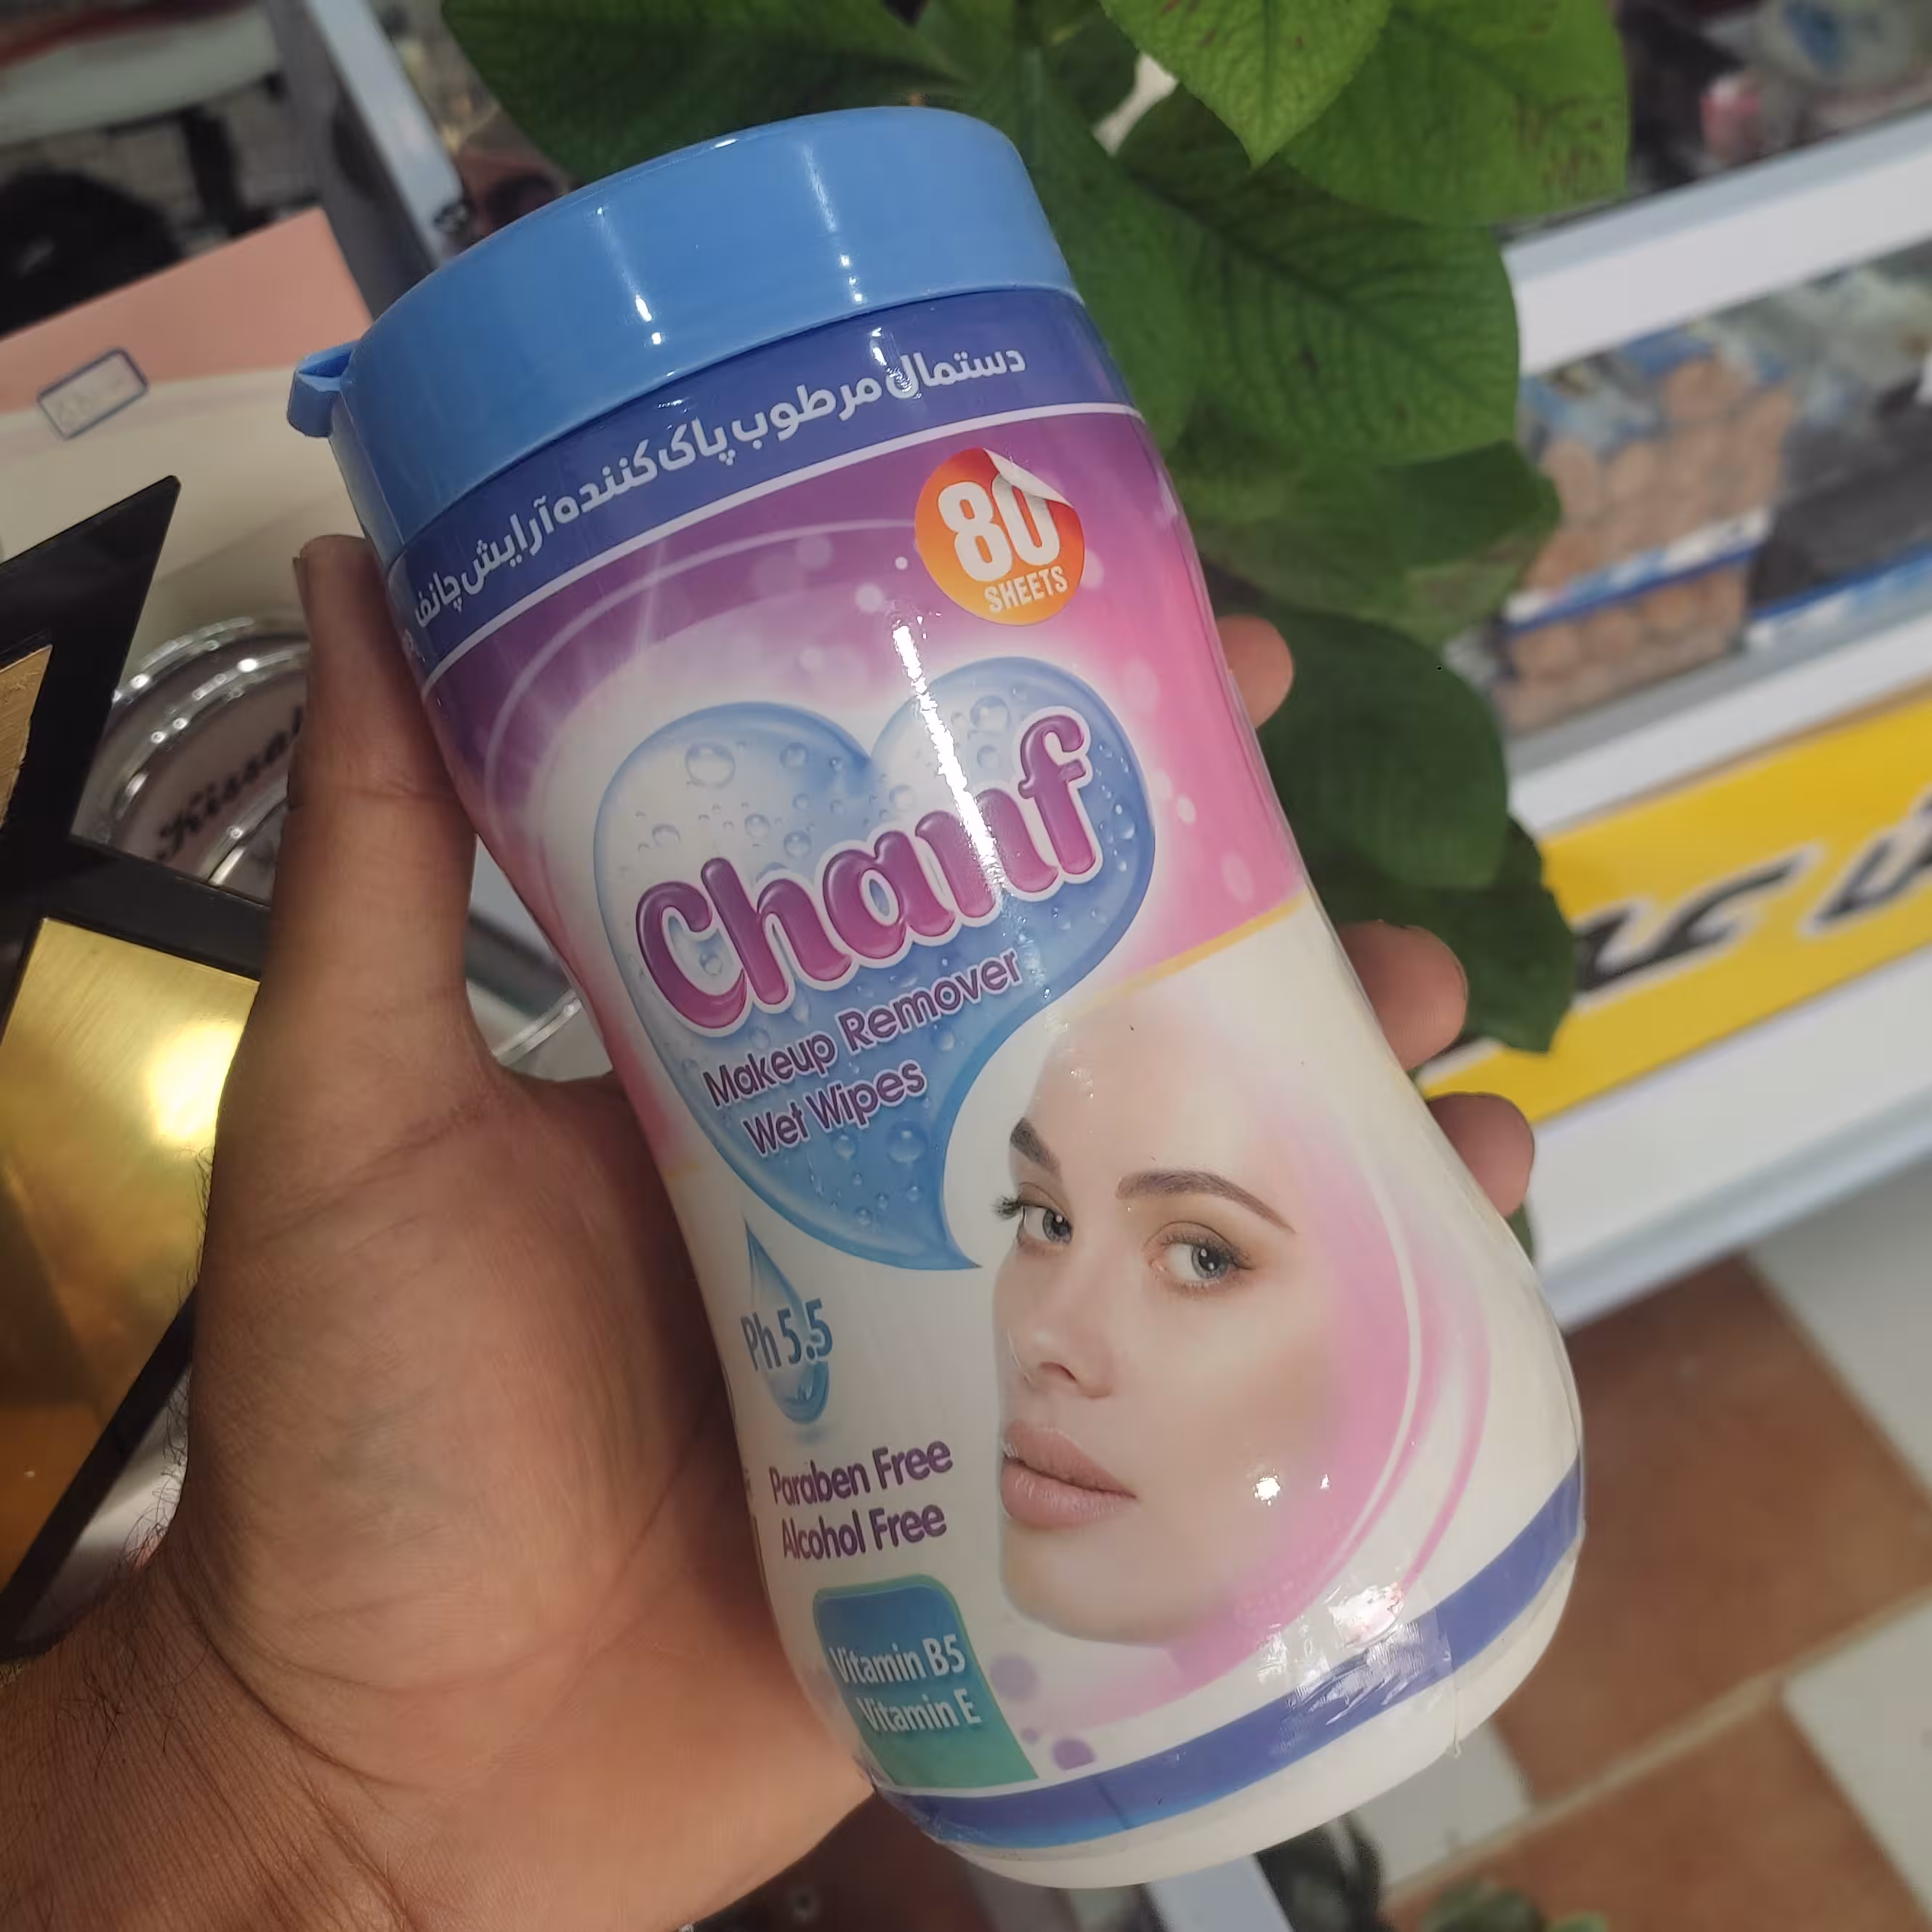 دستمال مرطوب پاک کننده آرایش چانف
80
SHEETS
Chanf
Makeup Remover
Wet Wipes
Ph 5.5
Paraben Free
Alcohol Free
Vitamin B5
Vitamin E